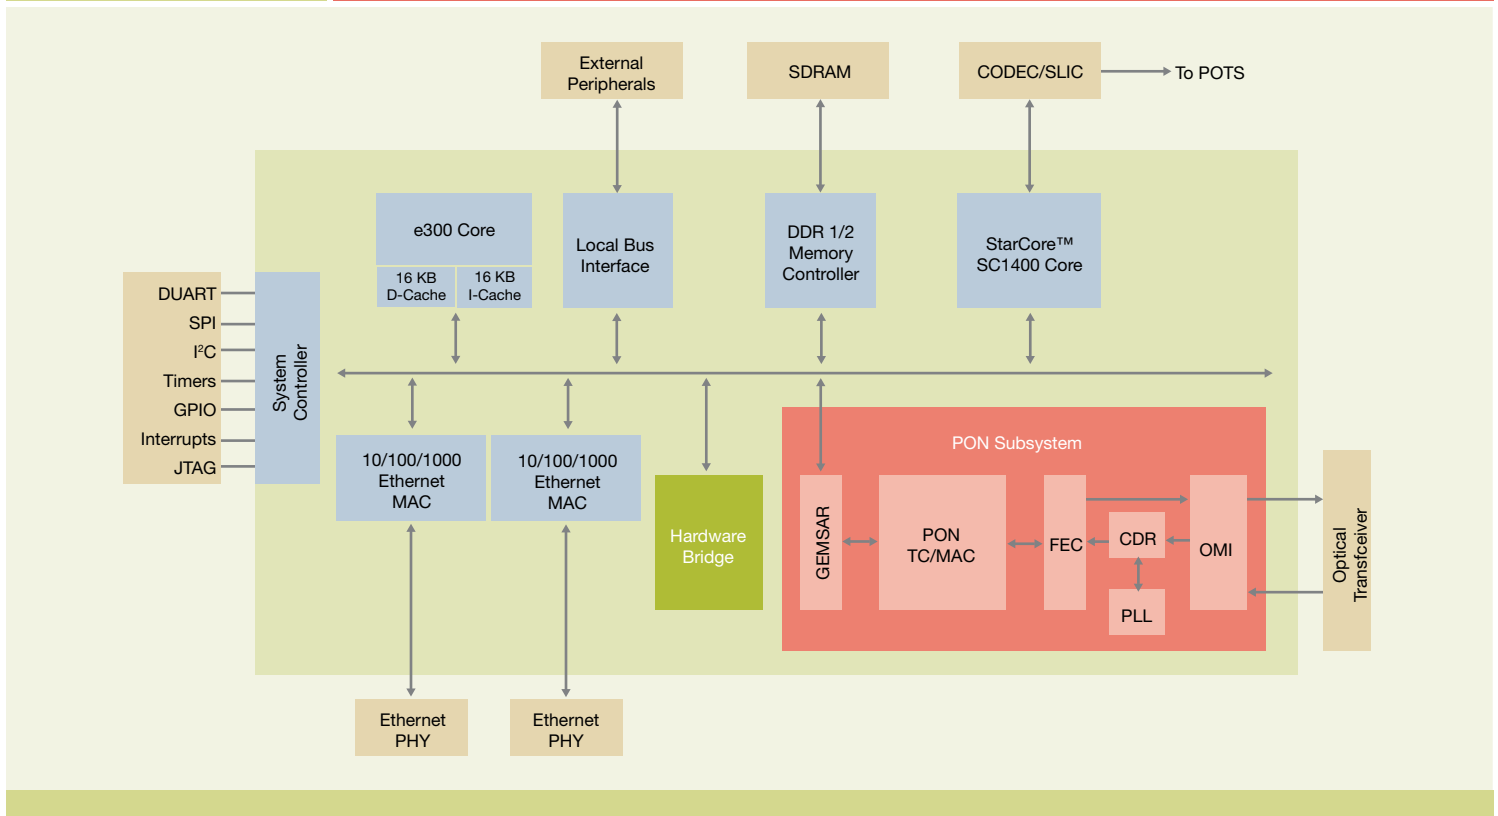 External
Peripherals
SDRAM
CODEC/SLIC
To POTS
e300 Core
16 KB
D-Cache
16 KB
I-Cache
Local Bus
Interface
DDR 1/2
Memory
Controller
StarCore™
SC1400 Core
DUART
SPI
I²C
Timers
GPIO
Interrupts
JTAG
System
Controller
10/100/1000
Ethernet
MAC
10/100/1000
Ethernet
MAC
Hardware
Bridge
PON Subsystem
GEMSAR
PON
TC/MAC
FEC
CDR
PLL
OMI
Optical
Transfceiver
Ethernet
PHY
Ethernet
PHY